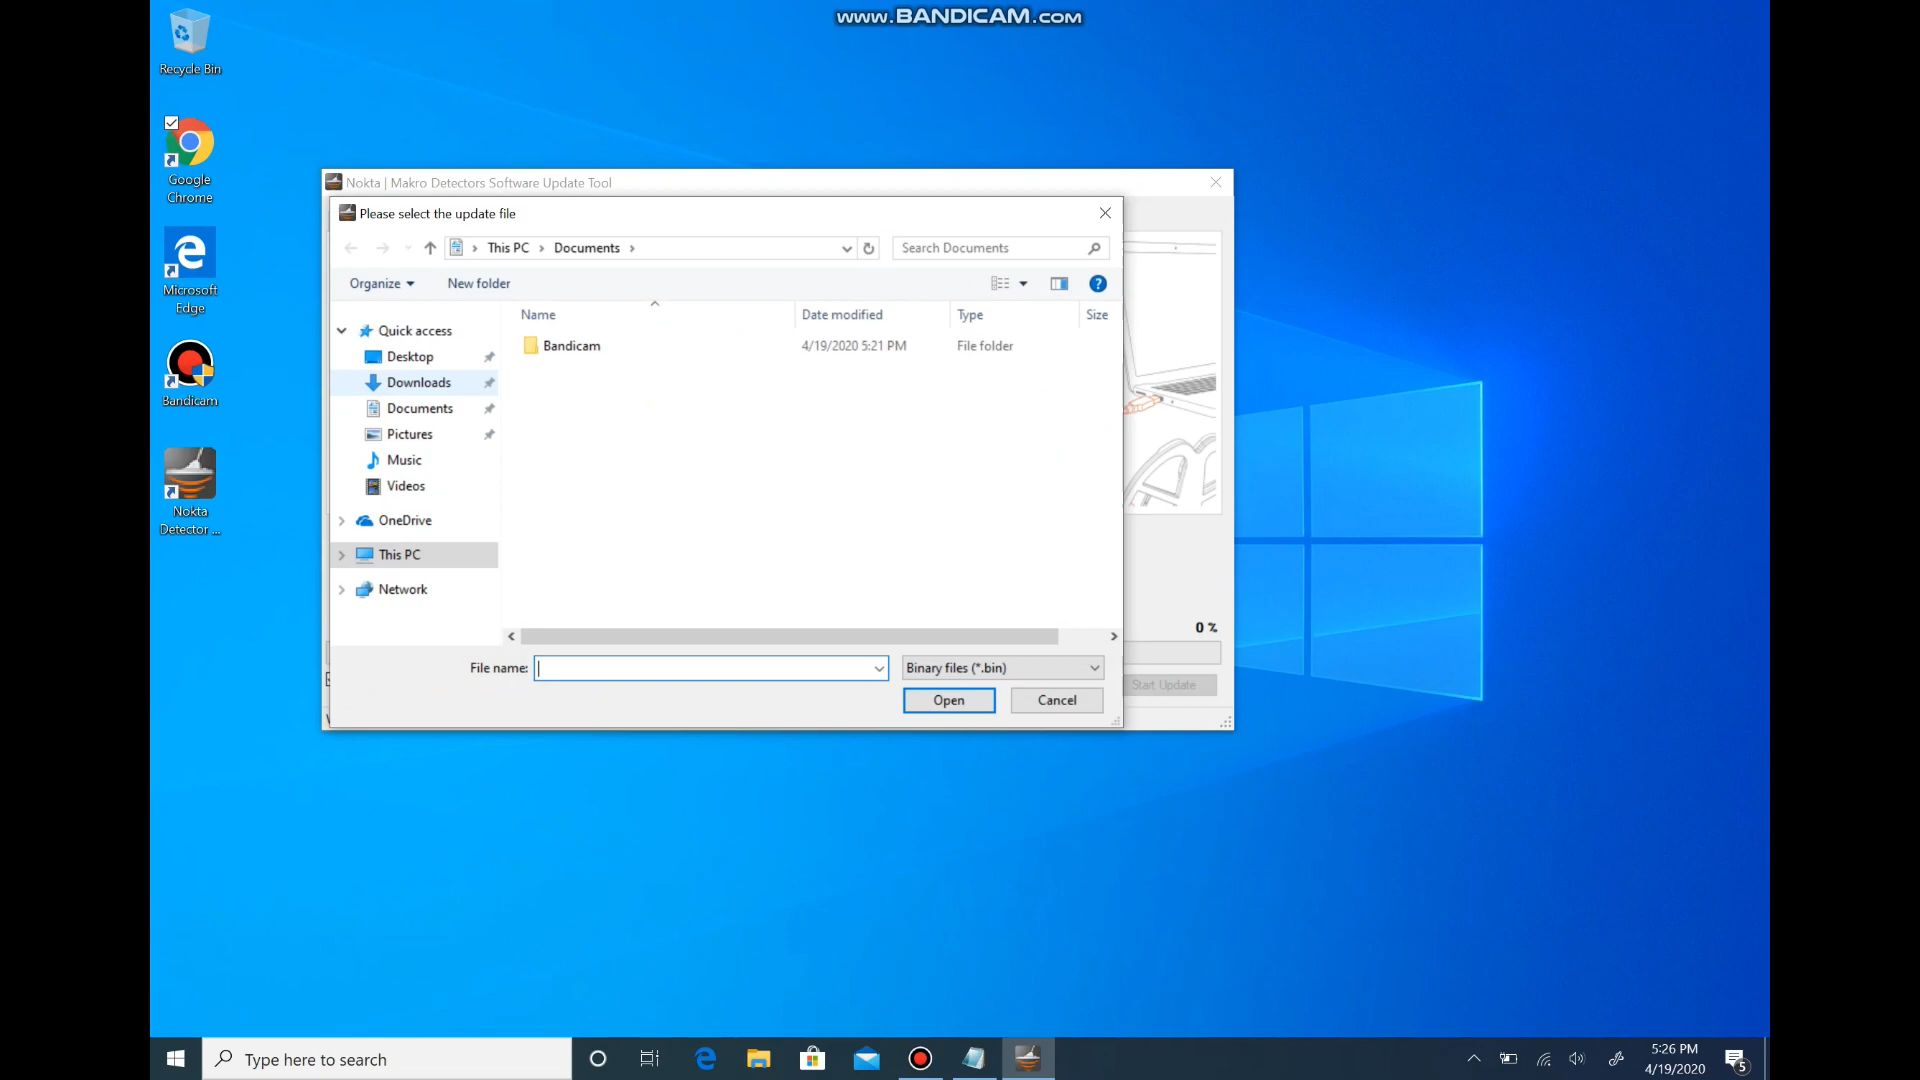 www.BANDICAM.com
Recycle Bin
Google
Chrome
Microsoft
Edge
Bandicam
Nokta
Detector ...
Nokta | Makro Detectors Software Update Tool
Please select the update file
This PC
Documents
Search Documents
Organize
New folder
Name
Date modified
Type
Size
Bandicam
4/19/2020 5:21 PM
File folder
Quick access
Desktop
Downloads
Documents
Pictures
Music
Videos
OneDrive
This PC
Network
0 %
File name:
Binary files (*.bin)
Open
Cancel
Start Update
Type here to search
5:26 PM
4/19/2020
5